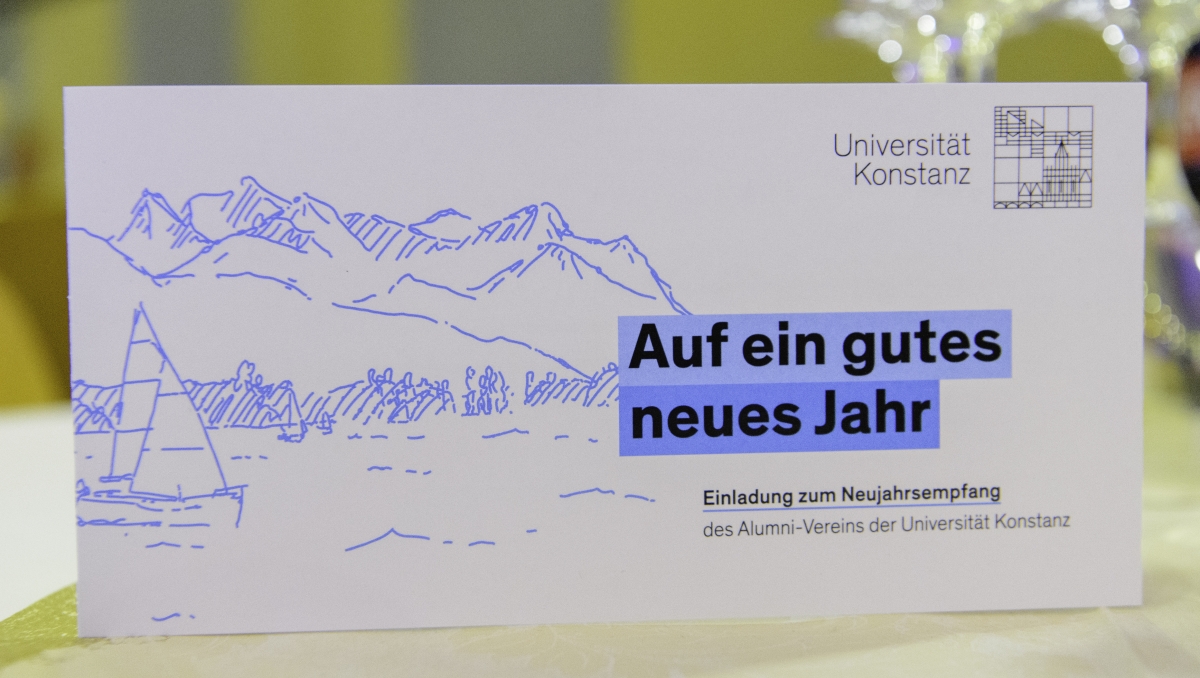 Universität
Konstanz
Auf ein gutes
neues Jahr
Einladung zum Neujahrsempfang
des Alumni-Vereins der Universität Konstanz